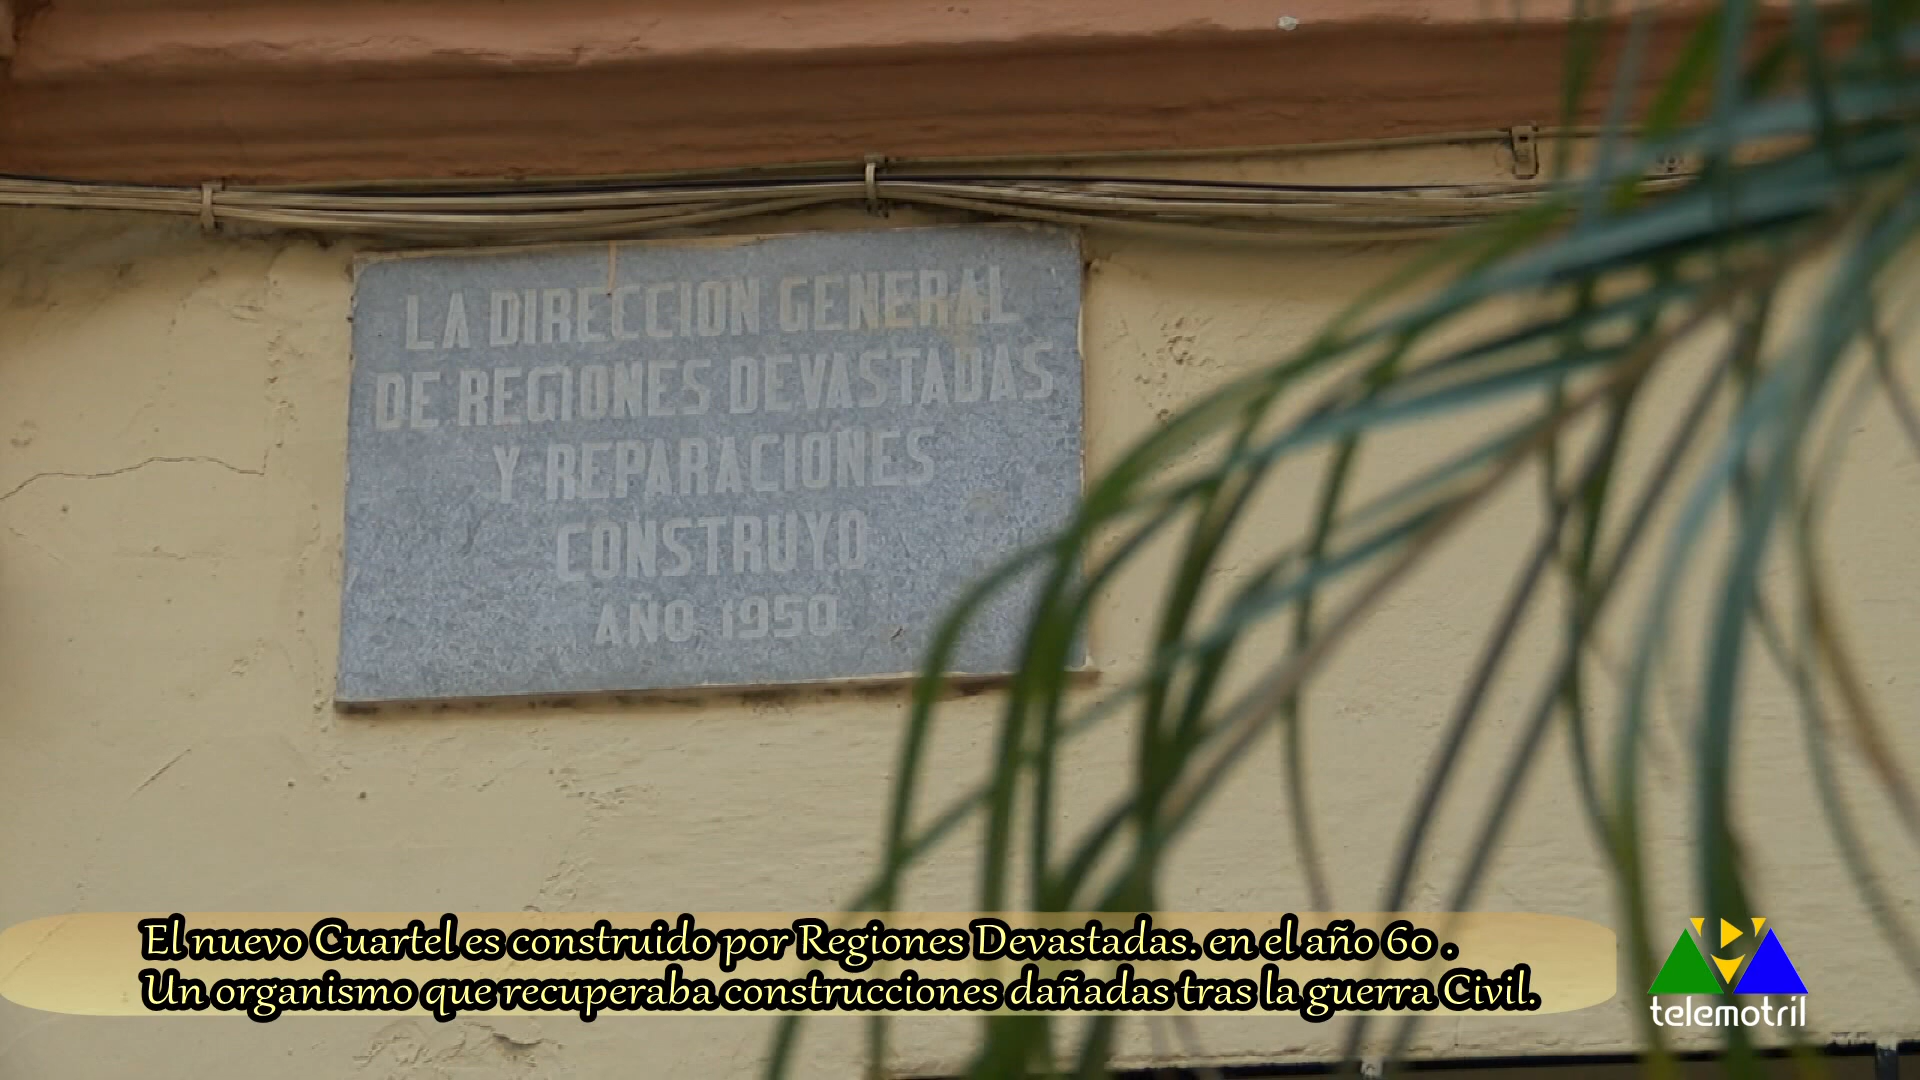 LA DIRECCION GENERAL
DE REGIONES DEVASTADAS
Y REPARACIONES
CONSTRUYO
AÑO 1950
El nuevo Cuartel es construido por Regiones Devastadas. en el año 60 .
Un organismo que recuperaba construcciones dañadas tras la guerra Civil.
telemotril